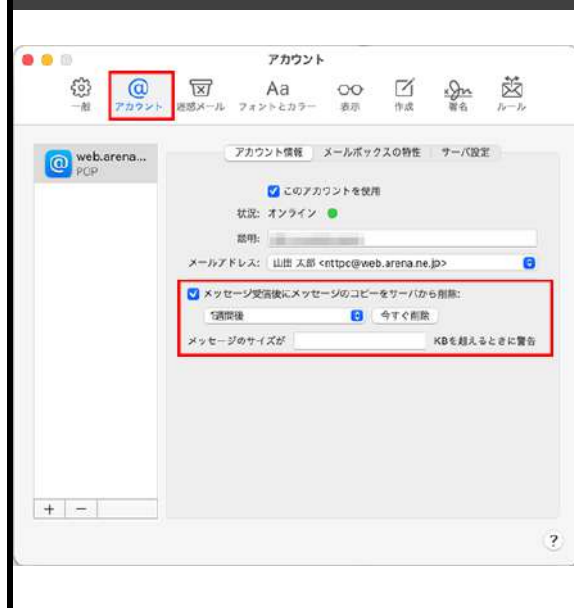 アカウント
一般 アカウント 迷惑メール フォントとカラー 表示 作成 署名 ルール
web.arena...
POP
アカウント情報 メールボックスの特性 サーバ設定
このアカウントを使用
状況: オンライン
説明:
メールアドレス: 山田 太郎 <nttpc@web.arena.ne.jp>
メッセージ受信後にメッセージのコピーをサーバから削除:
1週間後 今すぐ削除
メッセージのサイズが KBを超えるときに警告
+ −
?